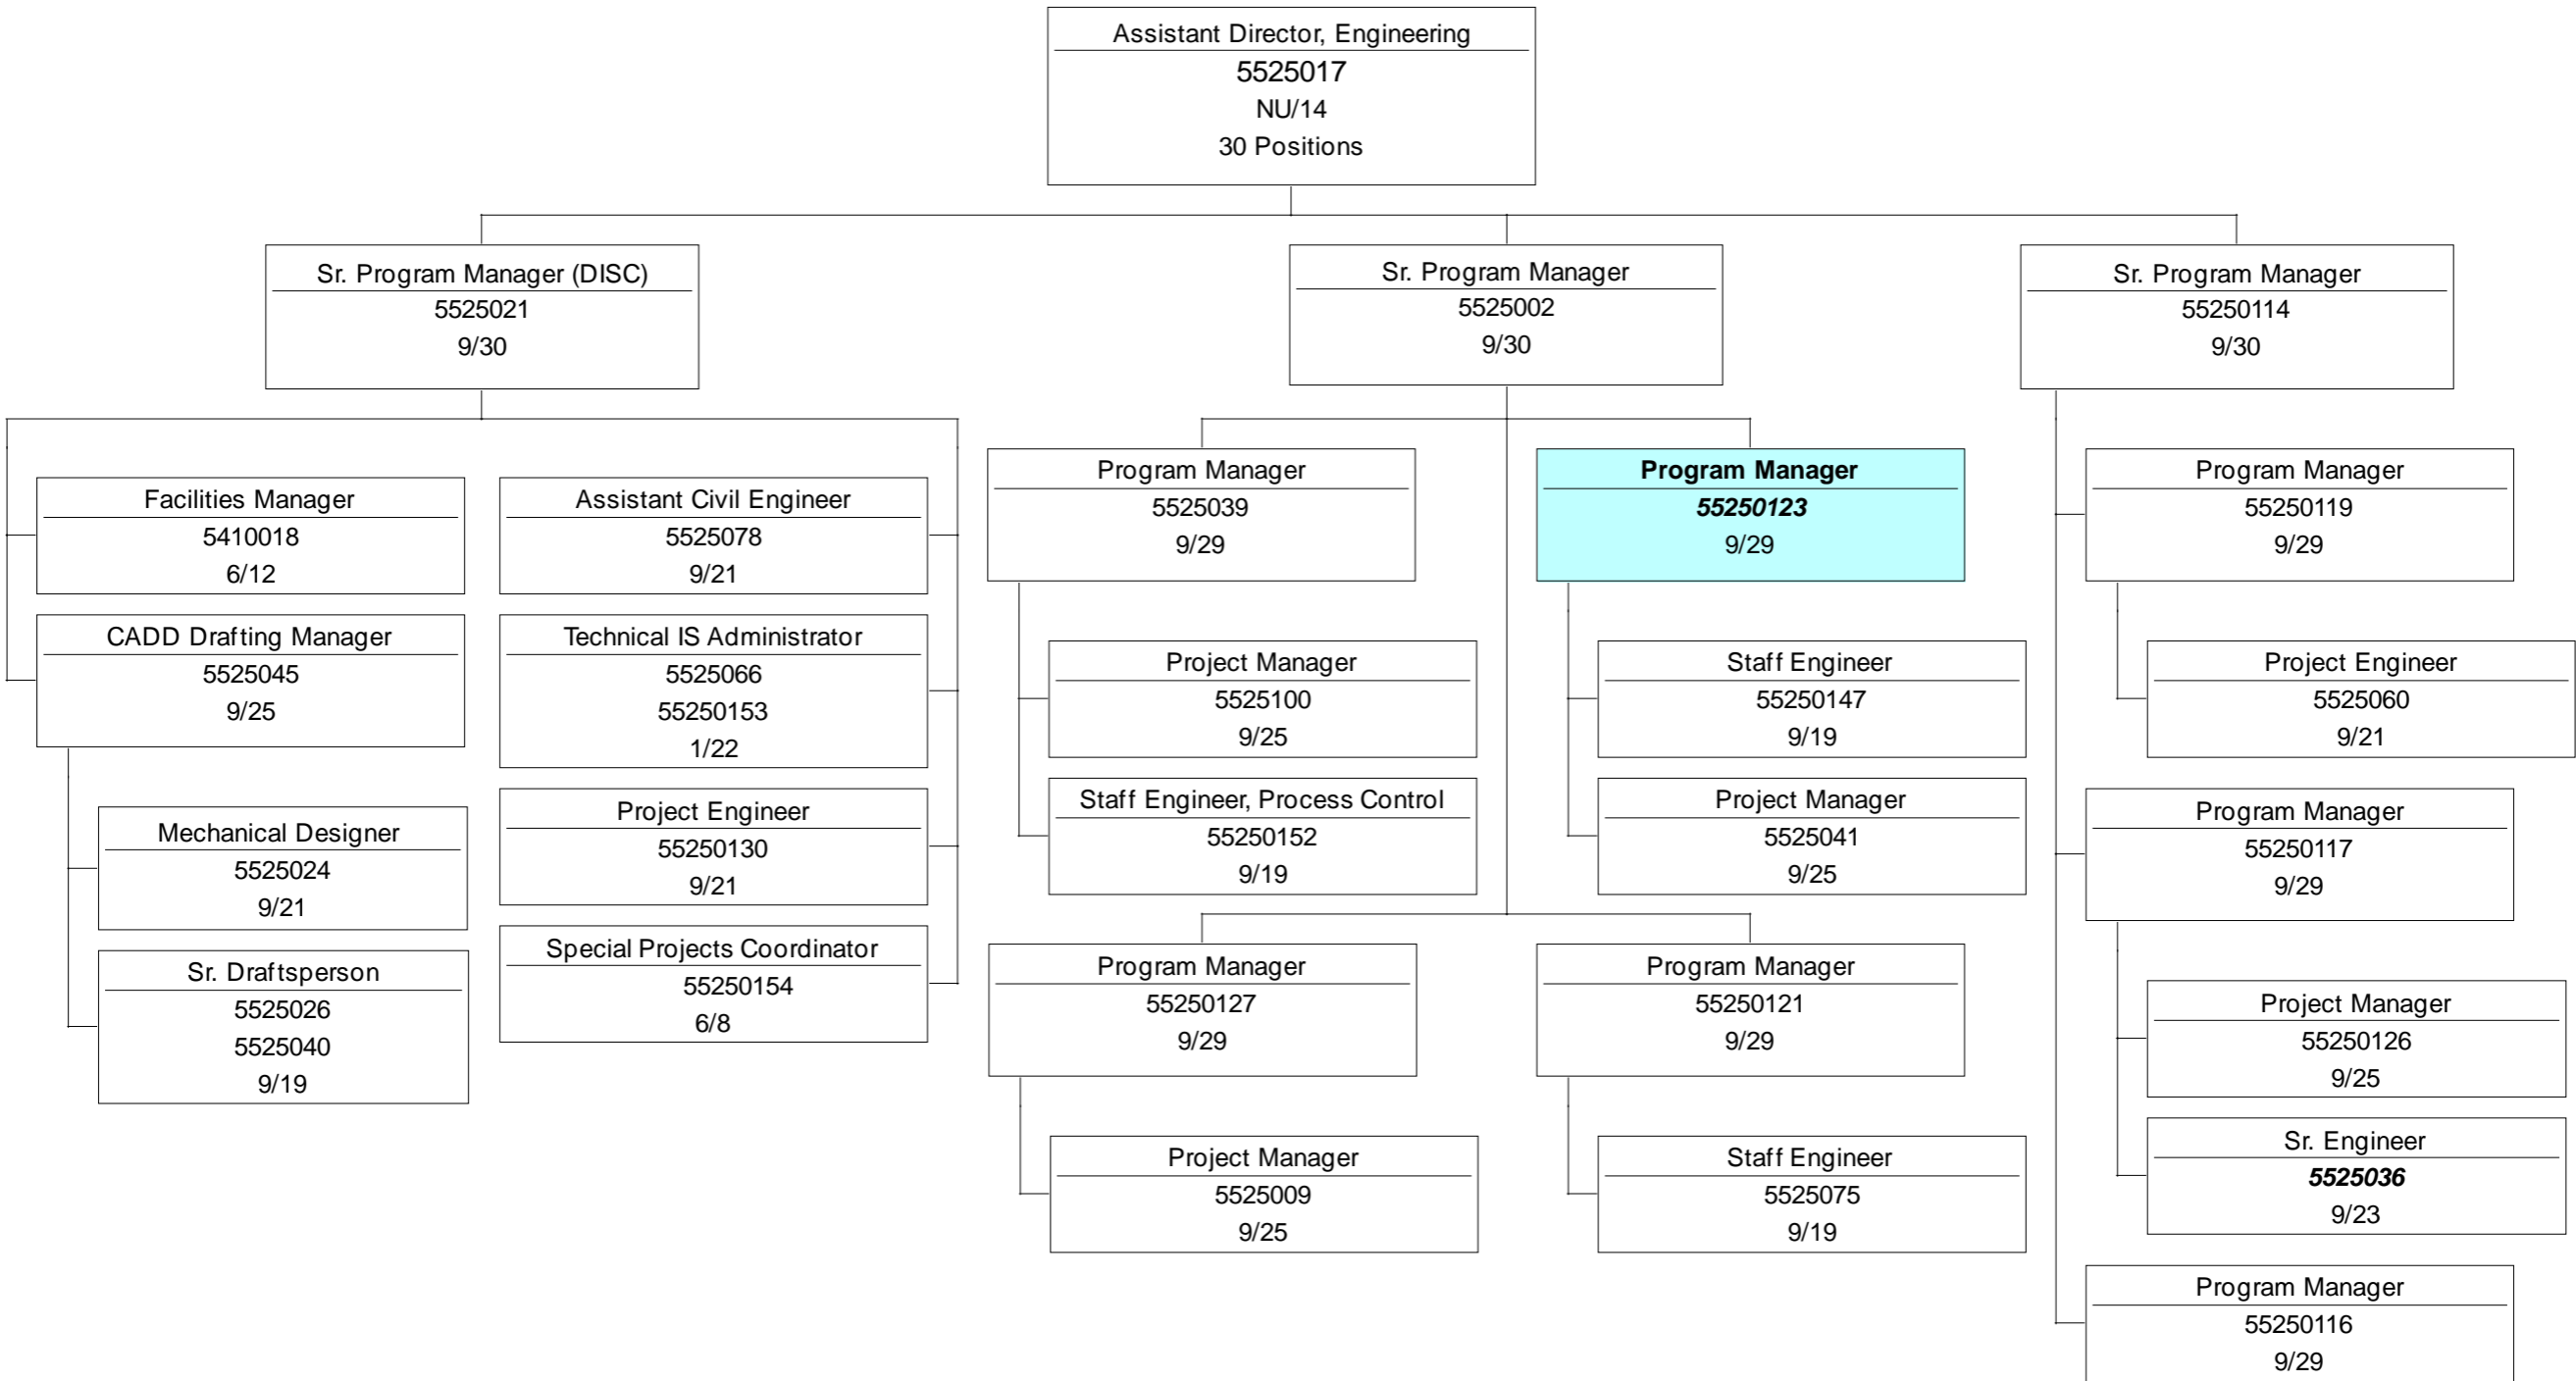 Assistant Director, Engineering
5525017
NU/14
30 Positions
Sr. Program Manager (DISC)
5525021
9/30
Sr. Program Manager
5525002
9/30
Sr. Program Manager
55250114
9/30
Facilities Manager
5410018
6/12
CADD Drafting Manager
5525045
9/25
Mechanical Designer
5525024
9/21
Sr. Draftsperson
5525026
5525040
9/19
Assistant Civil Engineer
5525078
9/21
Technical IS Administrator
5525066
55250153
1/22
Project Engineer
55250130
9/21
Special Projects Coordinator
55250154
6/8
Program Manager
5525039
9/29
Project Manager
5525100
9/25
Staff Engineer, Process Control
55250152
9/19
Program Manager
55250123
9/29
Staff Engineer
55250147
9/19
Project Manager
5525041
9/25
Program Manager
55250127
9/29
Project Manager
5525009
9/25
Program Manager
55250121
9/29
Staff Engineer
5525075
9/19
Program Manager
55250119
9/29
Project Engineer
5525060
9/21
Program Manager
55250117
9/29
Project Manager
55250126
9/25
Sr. Engineer
5525036
9/23
Program Manager
55250116
9/29